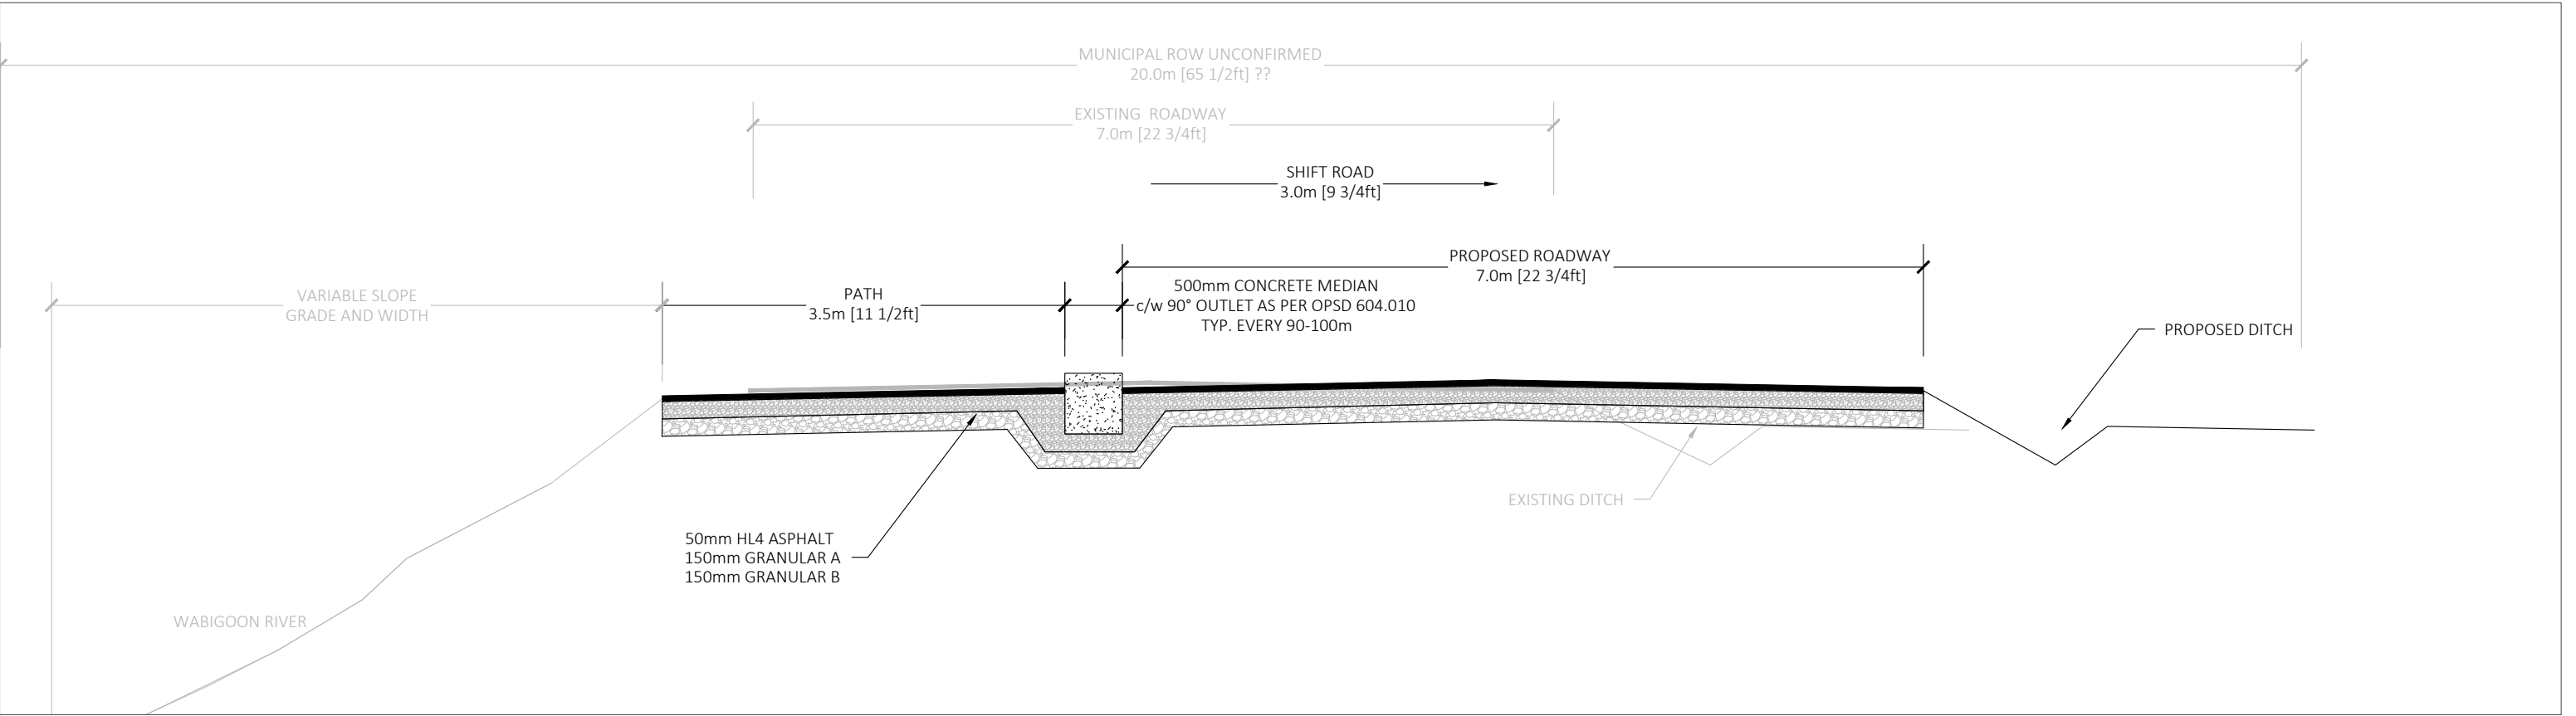 MUNICIPAL ROW UNCONFIRMED
20.0m [65 1/2ft] ??
EXISTING ROADWAY
7.0m [22 3/4ft]
SHIFT ROAD
3.0m [9 3/4ft]
PROPOSED ROADWAY
7.0m [22 3/4ft]
VARIABLE SLOPE
GRADE AND WIDTH
PATH
3.5m [11 1/2ft]
500mm CONCRETE MEDIAN
c/w 90° OUTLET AS PER OPSD 604.010
TYP. EVERY 90-100m
PROPOSED DITCH
EXISTING DITCH
50mm HL4 ASPHALT
150mm GRANULAR A
150mm GRANULAR B
WABIGOON RIVER